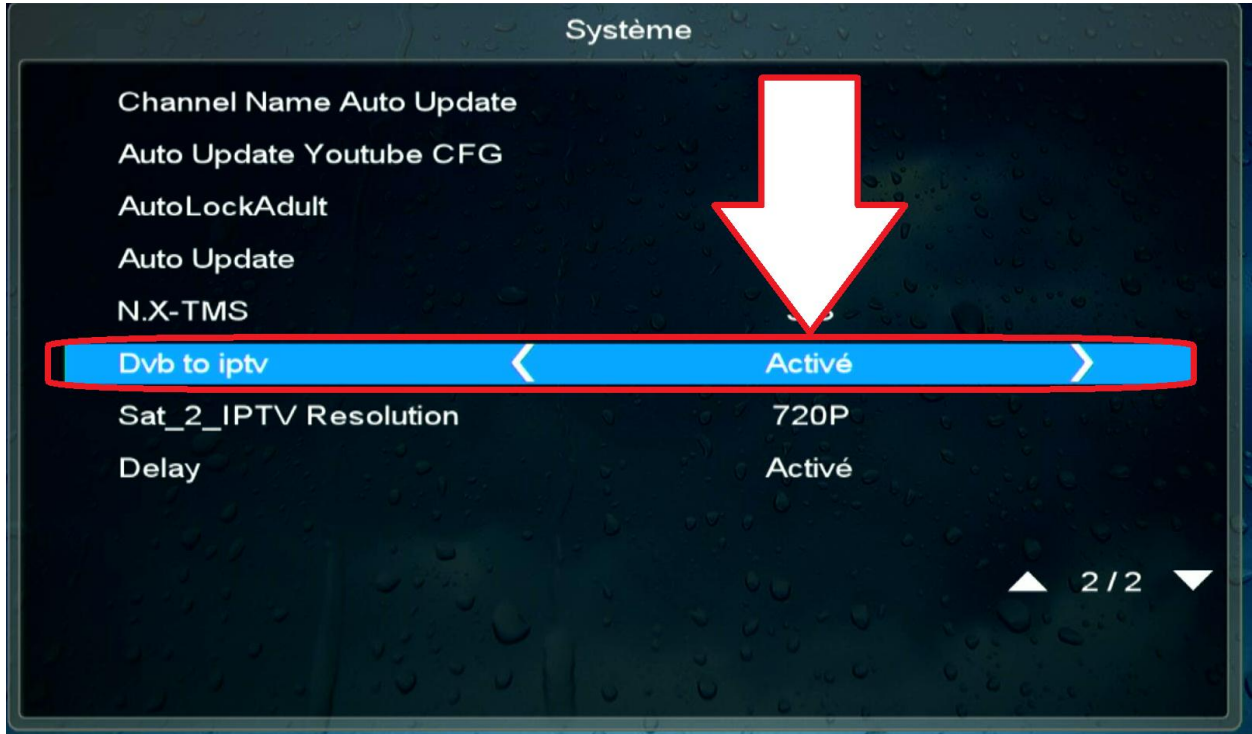 Système
Channel Name Auto Update
Auto Update Youtube CFG
AutoLockAdult
Auto Update
N.X-TMS
Dvb to iptv Activé
Sat_2_IPTV Resolution 720P
Delay Activé
2/2